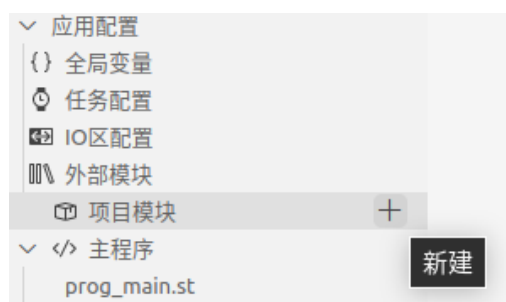 应用配置
全局变量
任务配置
IO区配置
外部模块
项目模块
主程序
新建
prog_main.st